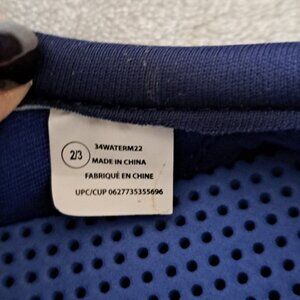 34WATERM22
2/3
MADE IN CHINA
FABRIQUÉ EN CHINE
UPC/CUP 0627735355696